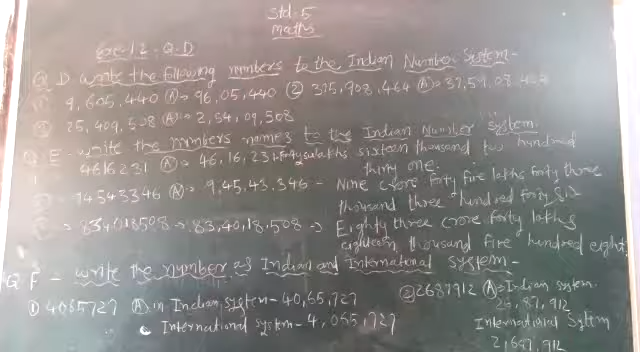 Std-5
Maths
Exe-1.2 - Q.D
Q D write the following numbers to the Indian Number System -
① 9,605,440 Ⓐ 96,05,440 ② 375,908,464 Ⓐ 37,59,08,464
25,409,508 Ⓐ 2,54,09,508
Q E - write the numbers names to the Indian Number system.
4616231 Ⓐ 46,16,231 - forty six lakhs sixteen thousand two hundred
thirty one.
94543346 Ⓐ 9,45,43,346 - Nine crore forty five lakhs forty three
thousand three hundred forty six
83,4018508 → 83,40,18,508 → Eighty three crore forty lakhs
eighteen thousand five hundred eight.
Q F - write the number as Indian and International system -
① 4065727 Ⓐ in Indian system - 40,65,727 ② 2687912 Ⓐ Indian system.
International system - 4,065,727 26,87,912
International System
2,687,912